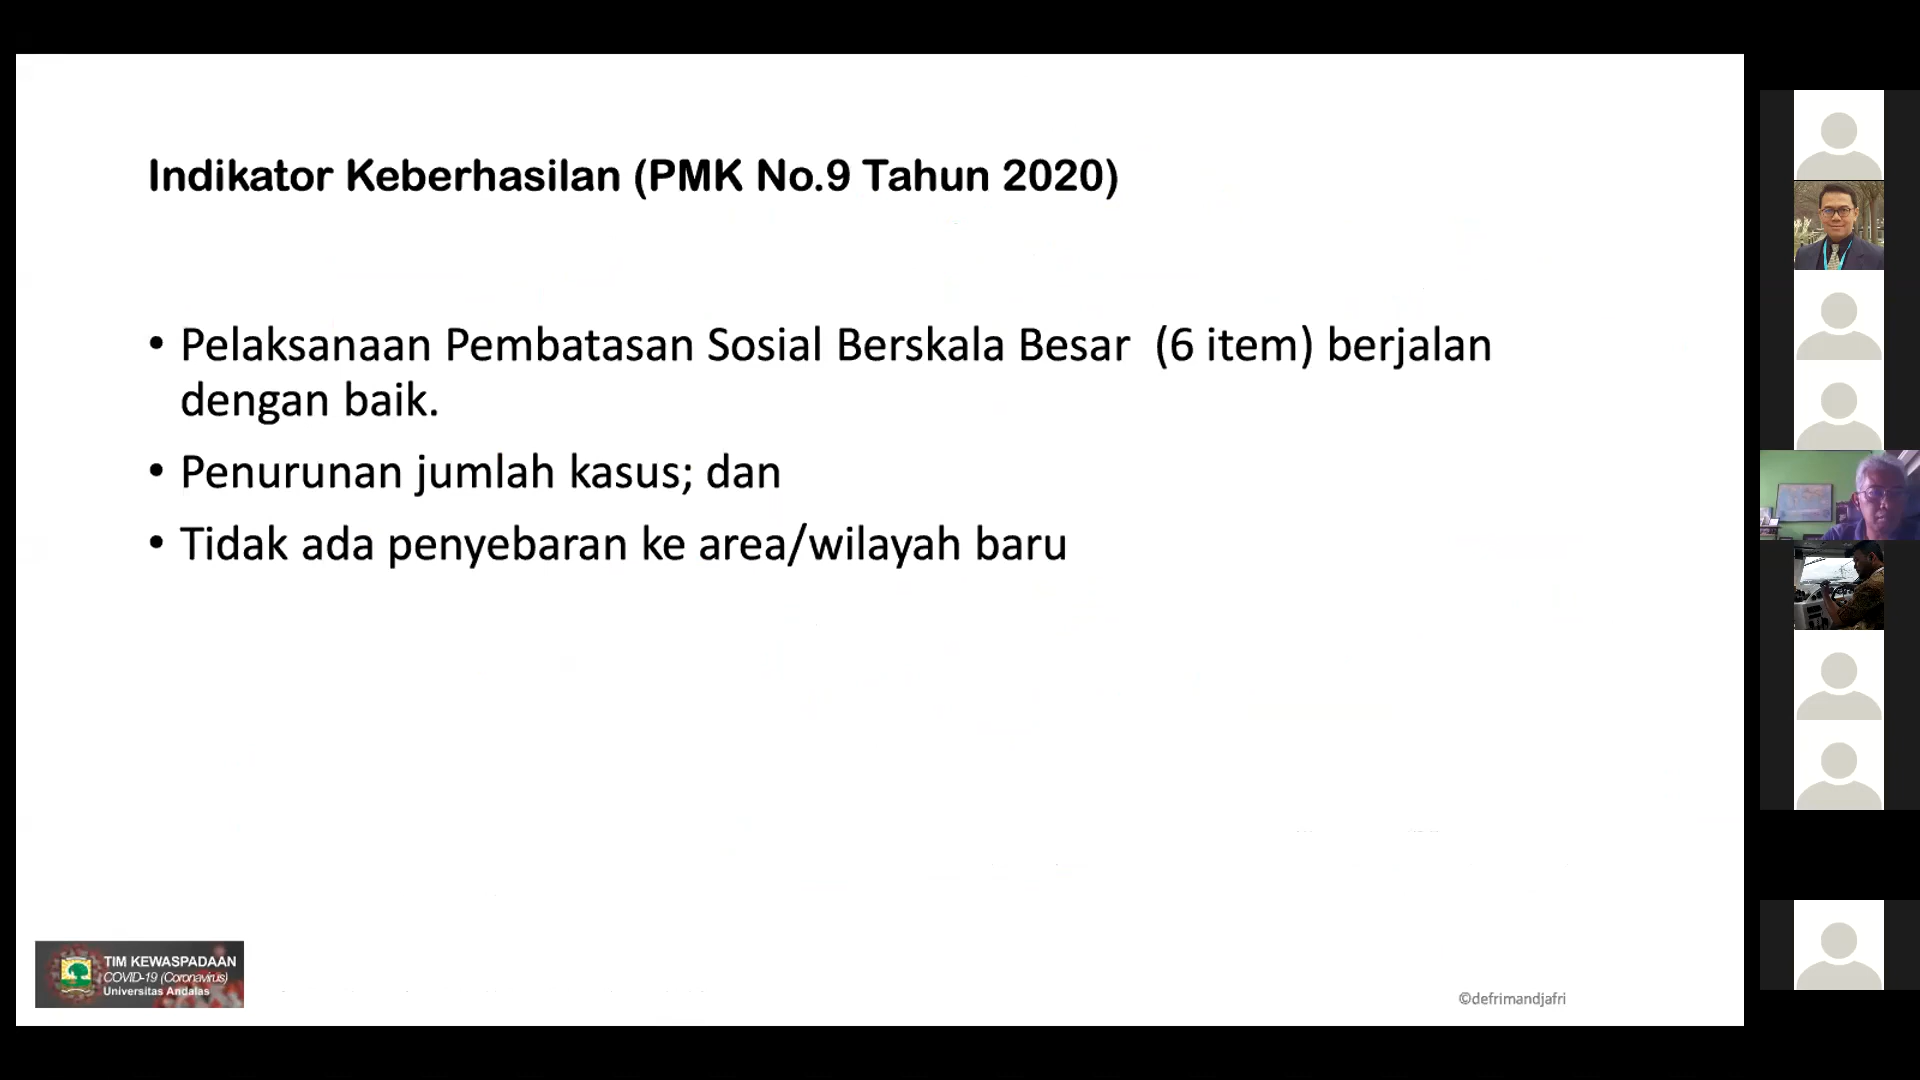 Indikator Keberhasilan (PMK No.9 Tahun 2020)
• Pelaksanaan Pembatasan Sosial Berskala Besar  (6 item) berjalan
dengan baik.
• Penurunan jumlah kasus; dan
• Tidak ada penyebaran ke area/wilayah baru
TIM KEWASPADAAN
COVID-19 (Coronavirus)
Universitas Andalas
©defrimandjafri